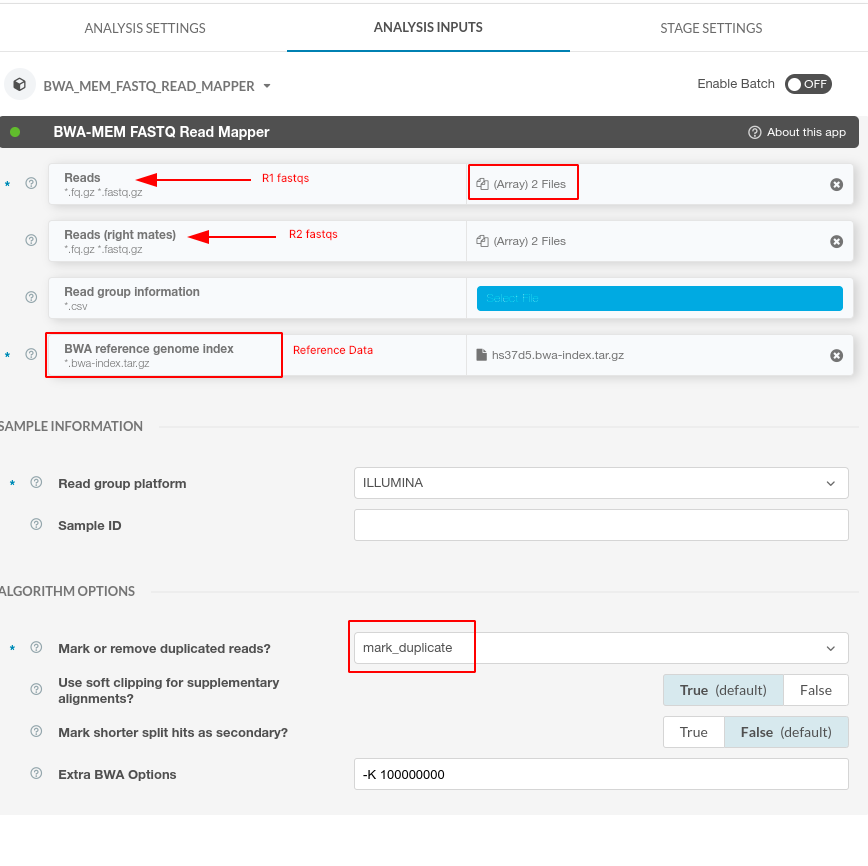 ANALYSIS SETTINGS
ANALYSIS INPUTS
STAGE SETTINGS
BWA_MEM_FASTQ_READ_MAPPER
Enable Batch
OFF
BWA-MEM FASTQ Read Mapper
About this app
* Reads
*.fq.gz *.fastq.gz
R1 fastqs
(Array) 2 Files
Reads (right mates)
*.fq.gz *.fastq.gz
R2 fastqs
(Array) 2 Files
Read group information
*.csv
Select File
* BWA reference genome index
*.bwa-index.tar.gz
Reference Data
hs37d5.bwa-index.tar.gz
SAMPLE INFORMATION
* Read group platform
ILLUMINA
Sample ID
ALGORITHM OPTIONS
* Mark or remove duplicated reads?
mark_duplicate
Use soft clipping for supplementary
alignments?
True (default)
False
Mark shorter split hits as secondary?
True
False (default)
Extra BWA Options
-K 100000000